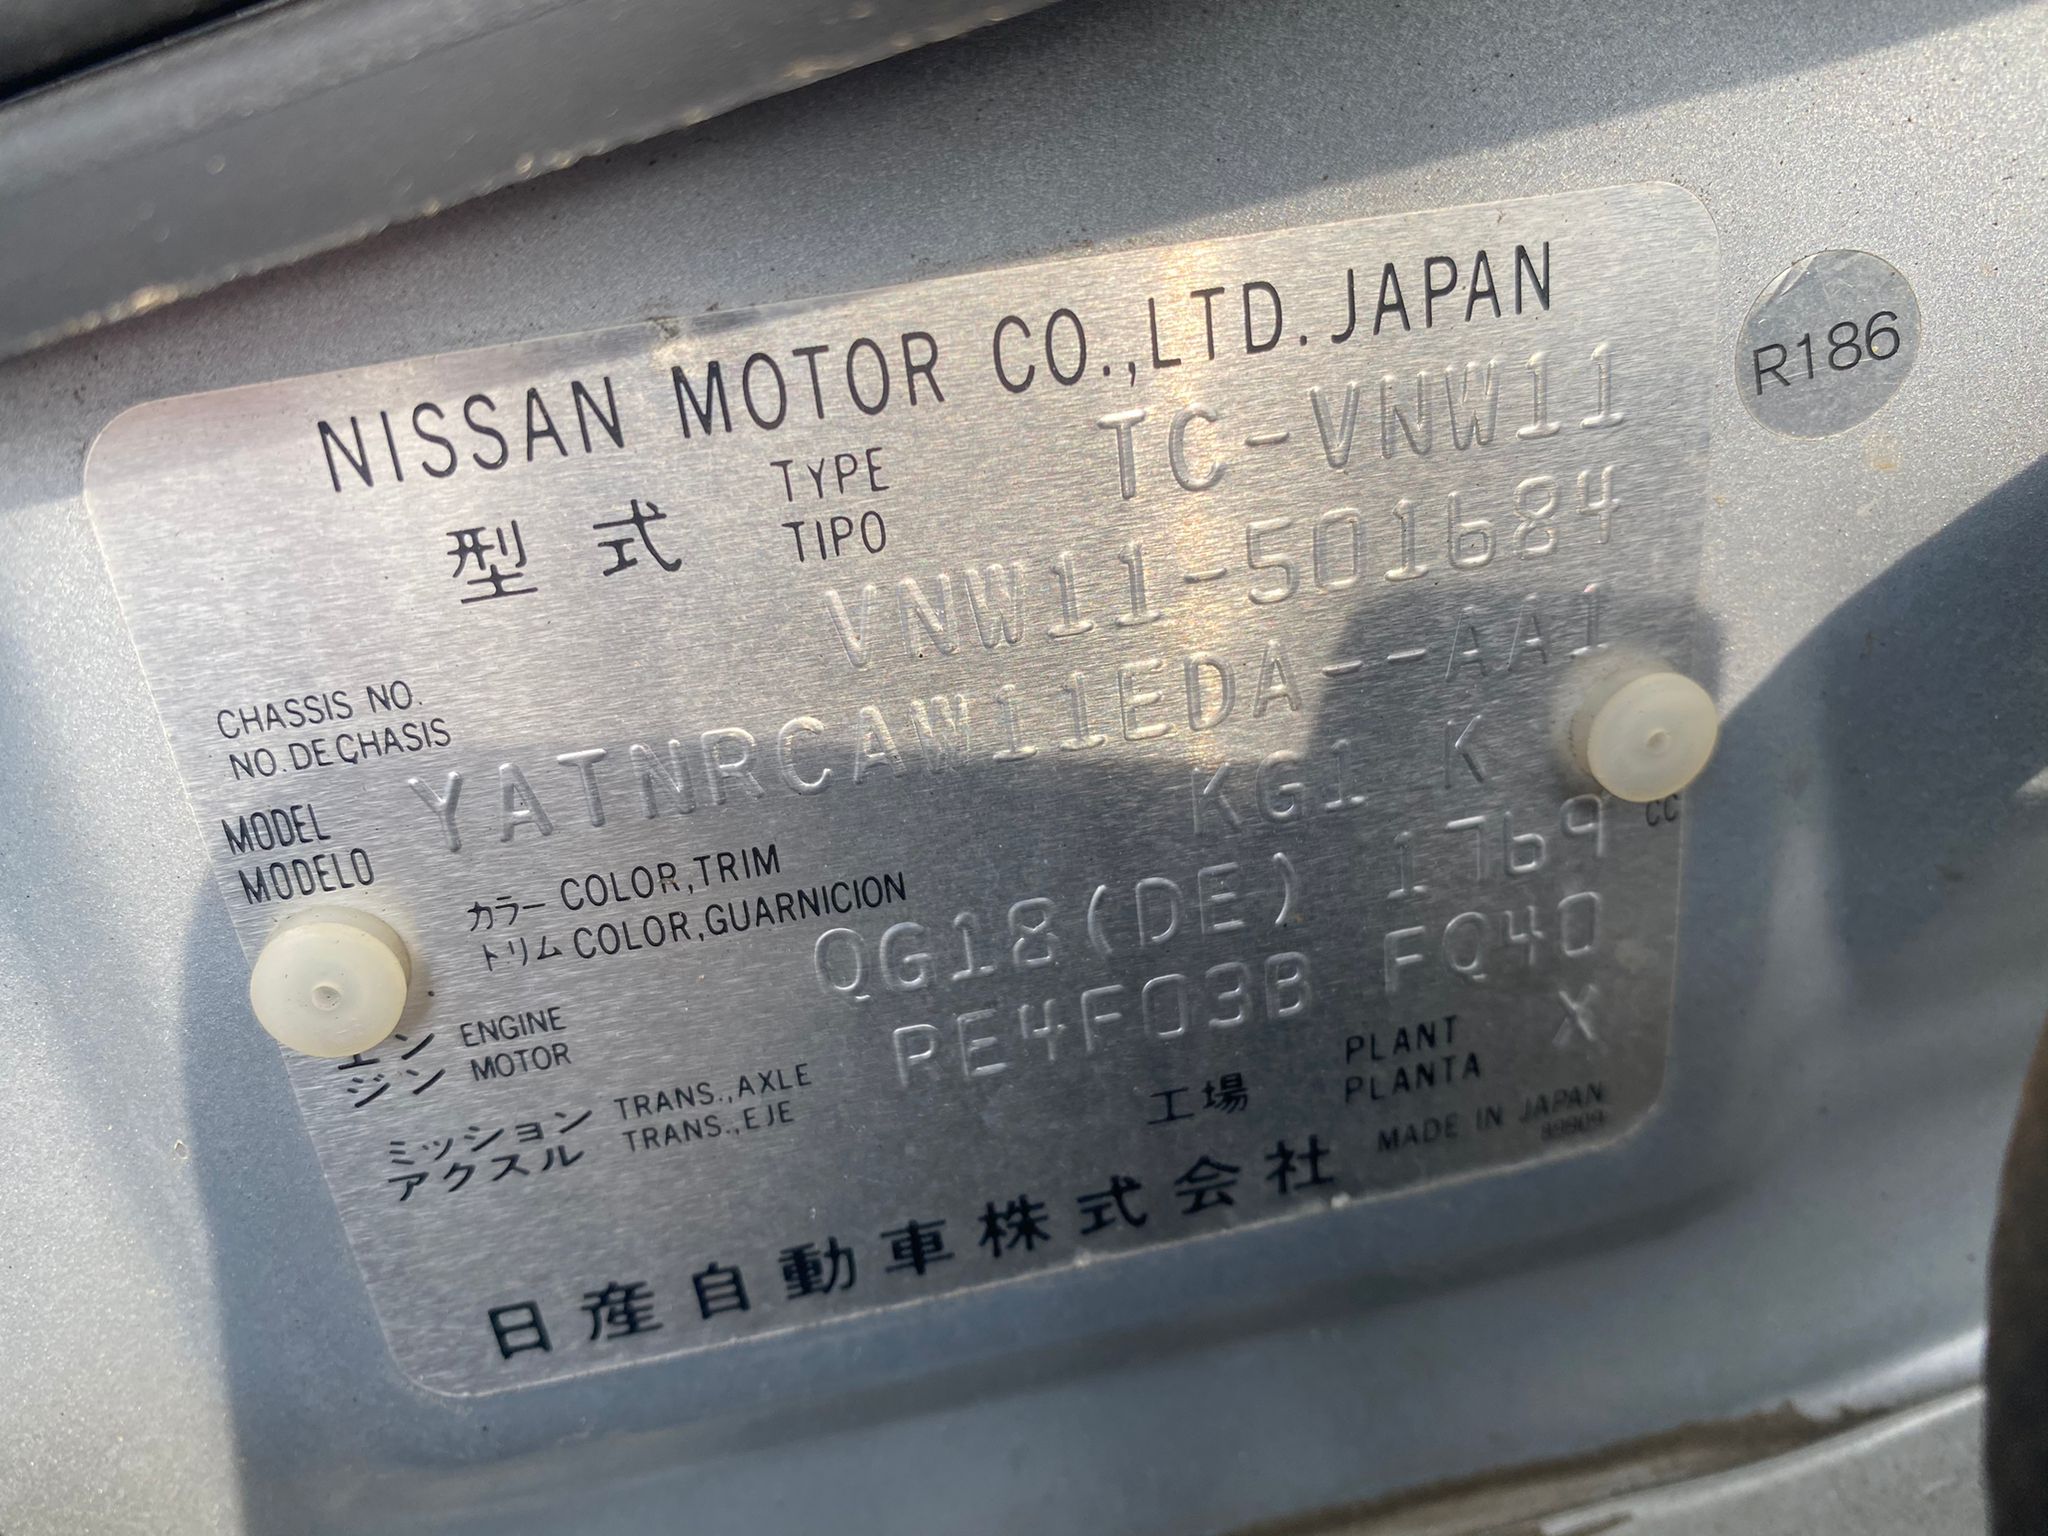 NISSAN MOTOR CO.,LTD. JAPAN
R186
型式 TYPE TIPO TC-VNW11
CHASSIS NO. NO. DE CHASIS VNW11-501684
MODEL MODELO YATNRCAW11EDA--AA1
カラー COLOR,TRIM KG1 K
トリム COLOR,GUARNICION
エン ENGINE QG18(DE) 1769 CC
ジン MOTOR
ミッション TRANS.,AXLE RE4F03B FQ40
アクスル TRANS.,EJE
工場 PLANT PLANTA X
MADE IN JAPAN
日産自動車株式会社